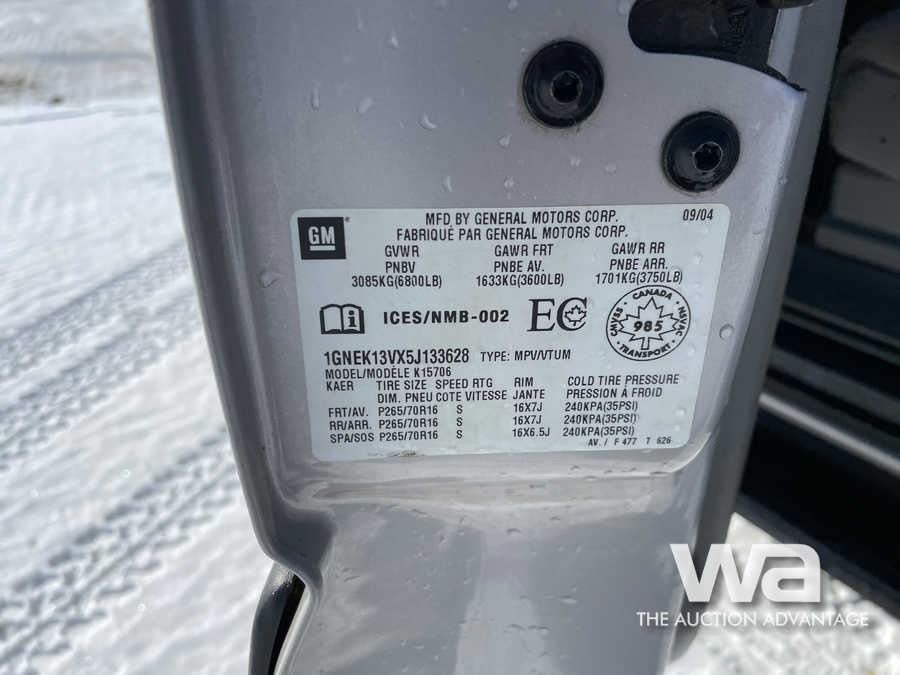 GM
MFD BY GENERAL MOTORS CORP. 09/04
FABRIQUÉ PAR GENERAL MOTORS CORP.
GVWR GAWR FRT GAWR RR
PNBV PNBE AV. PNBE ARR.
3085KG(6800LB) 1633KG(3600LB) 1701KG(3750LB)
i ICES/NMB-002 EC
CANADA
CMVSS 985 NSVAC
TRANSPORT
1GNEK13VX5J133628 TYPE: MPV/VTUM
MODEL/MODÈLE K15706
KAER TIRE SIZE SPEED RTG RIM COLD TIRE PRESSURE
DIM. PNEU COTE VITESSE JANTE PRESSION À FROID
FRT/AV. P265/70R16 S 16X7J 240KPA(35PSI)
RR/ARR. P265/70R16 S 16X7J 240KPA(35PSI)
SPA/SOS P265/70R16 S 16X6.5J 240KPA(35PSI)
AV. / F 477 T 626
wa
THE AUCTION ADVANTAGE